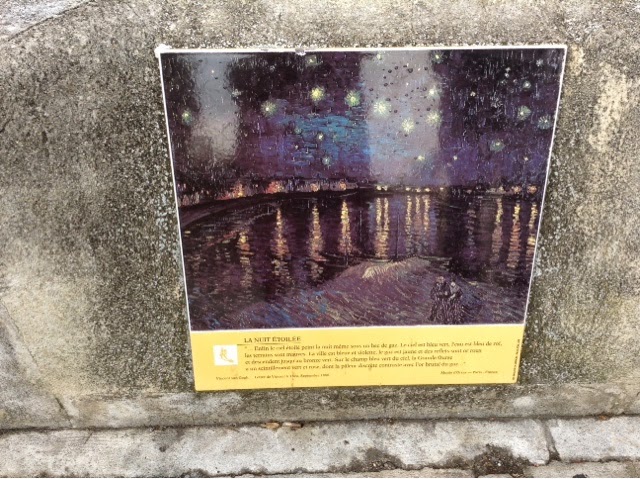 LA NUIT ÉTOILÉE
Enfin le ciel étoilé peint la nuit même sous un bec de gaz. Le ciel est bleu vert, l'eau est bleu de roi,
les terrains sont mauves. La ville est bleue et violette, le gaz est jaune et des reflets sont or roux
et descendent jusqu'au bronze vert. Sur le champ bleu vert du ciel, la Grande Ourse
a un scintillement vert et rose, dont la pâleur discrète contraste avec l'or brutal du gaz
Vincent van Gogh